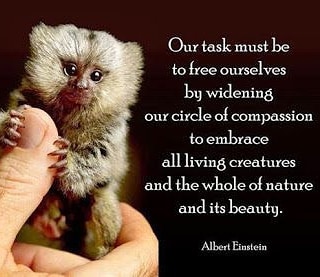 Our task must be
to free ourselves
by widening
our circle of compassion
to embrace
all living creatures
and the whole of nature
and its beauty.
Albert Einstein